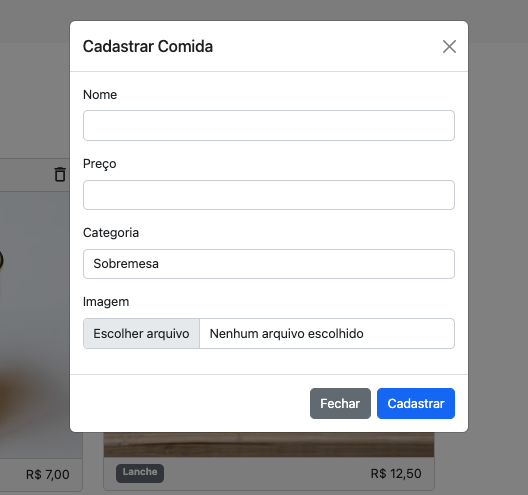 Cadastrar Comida
Nome
Preço
Categoria
Sobremesa
Imagem
Escolher arquivo Nenhum arquivo escolhido
Fechar Cadastrar
R$ 7,00 Lanche R$ 12,50